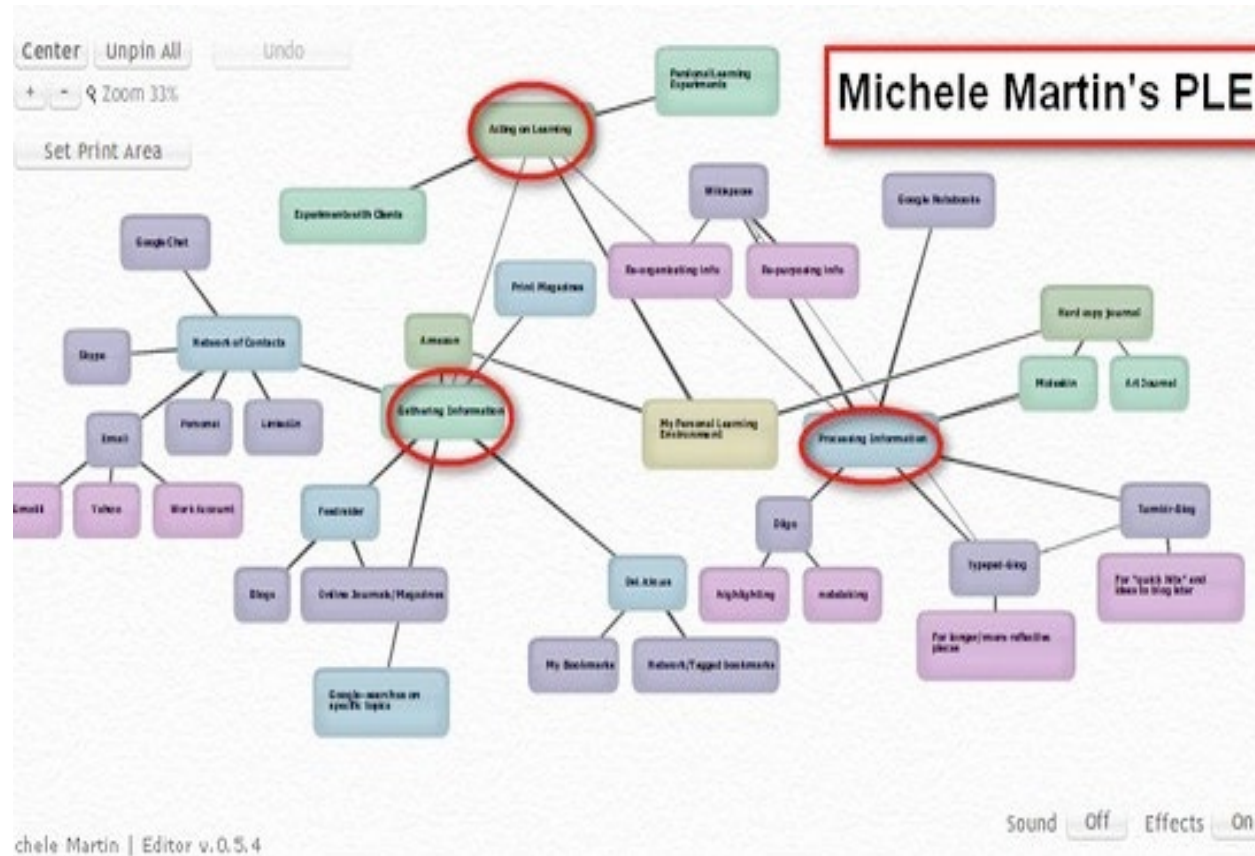 Center Unpin All Undo
+ - Zoom 33%
Set Print Area
Michele Martin's PLE
Personal Learning
Experiments
Acting on Learning
Wikispaces
Google Notebooks
Experiments with Clients
Google Chat
Re-organizing Info
Re-purposing Info
Print Magazines
Hard copy Journal
Network of Contacts
Amazon
Skype
Moleskin
Art Journal
Gathering Information
Personal
LinkedIn
My Personal Learning
Environment
Processing Information
Email
Yahoo
Work Account
Feedreader
Diigo
Tumblr-Blog
Typepad-Blog
Blogs
Online Journals/Magazines
Del.icio.us
highlighting
notetaking
For "quick hits" and
ideas to blog later
For longer/more reflective
pieces
My Bookmarks
Network/Tagged bookmarks
Google-searches on
specific topics
Sound Off Effects On
chele Martin | Editor v.0.5.4